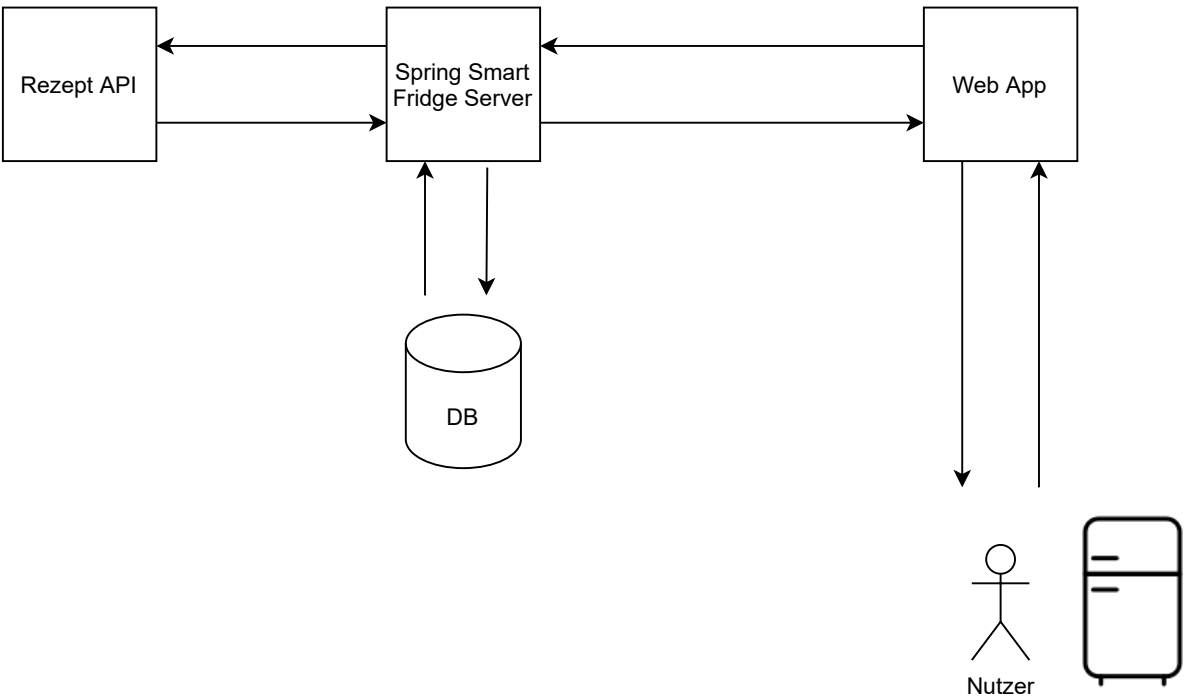 Rezept API
Spring Smart
Fridge Server
Web App
DB
Nutzer